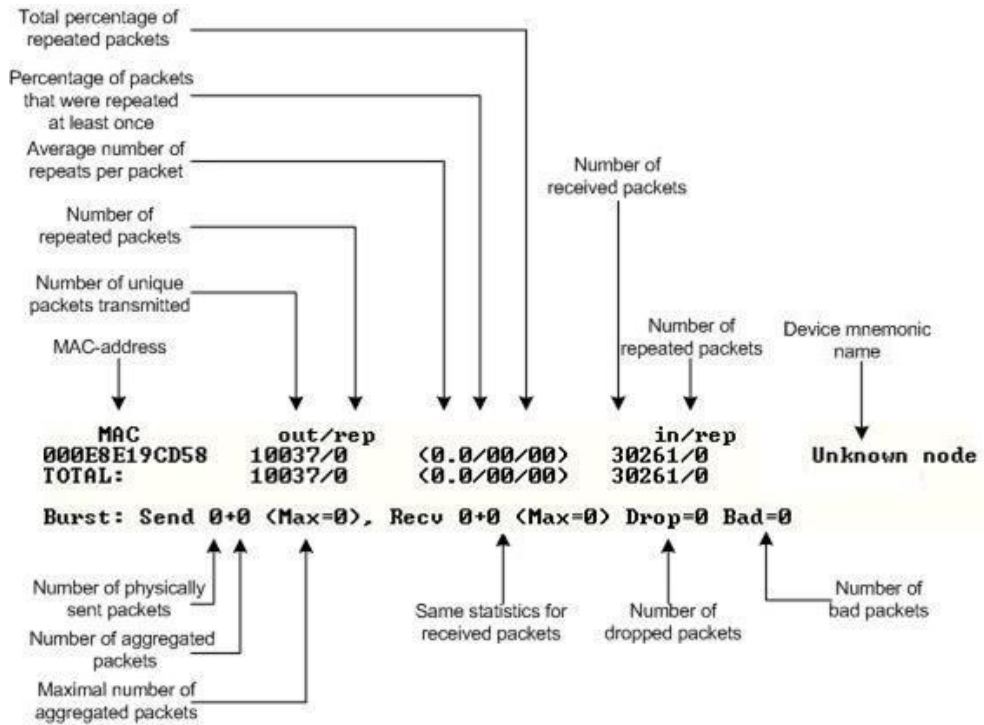 Total percentage of
repeated packets
Percentage of packets
that were repeated
at least once
Average number of
repeats per packet
Number of
repeated packets
Number of unique
packets transmitted
MAC-address
Number of
received packets
Number of
repeated packets
Device mnemonic
name
MAC out/rep in/rep
000E8E19CD58 10037/0 (0.0/00/00) 30261/0 Unknown node
TOTAL: 10037/0 (0.0/00/00) 30261/0
Burst: Send 0+0 (Max=0), Recv 0+0 (Max=0) Drop=0 Bad=0
Number of physically
sent packets
Number of aggregated
packets
Maximal number of
aggregated packets
Same statistics for
received packets
Number of
dropped packets
Number of
bad packets